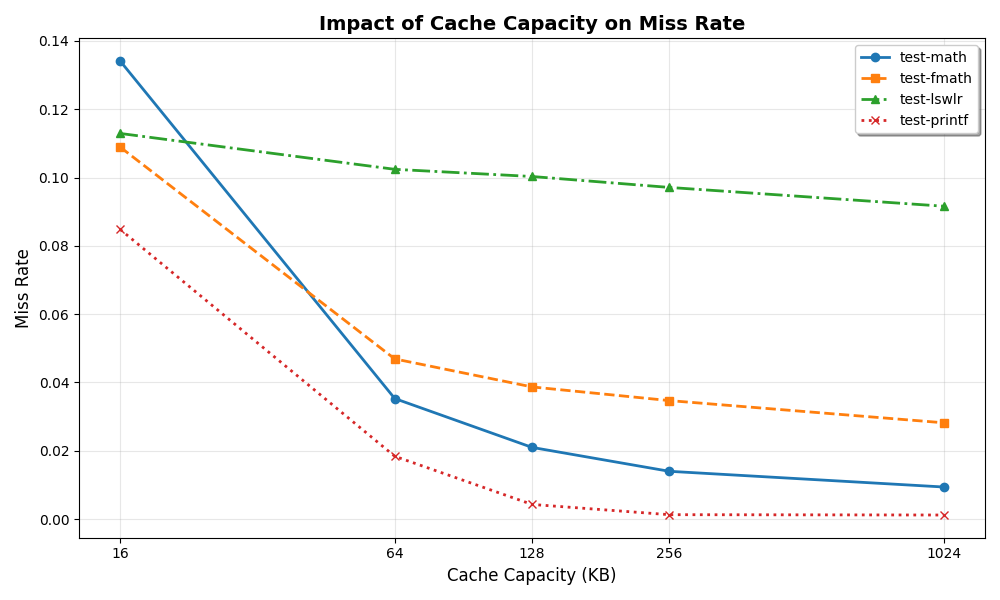 Impact of Cache Capacity on Miss Rate
test-math
test-fmath
test-lswlr
test-printf
Miss Rate
0.14
0.12
0.10
0.08
0.06
0.04
0.02
0.00
16
64
128
256
1024
Cache Capacity (KB)